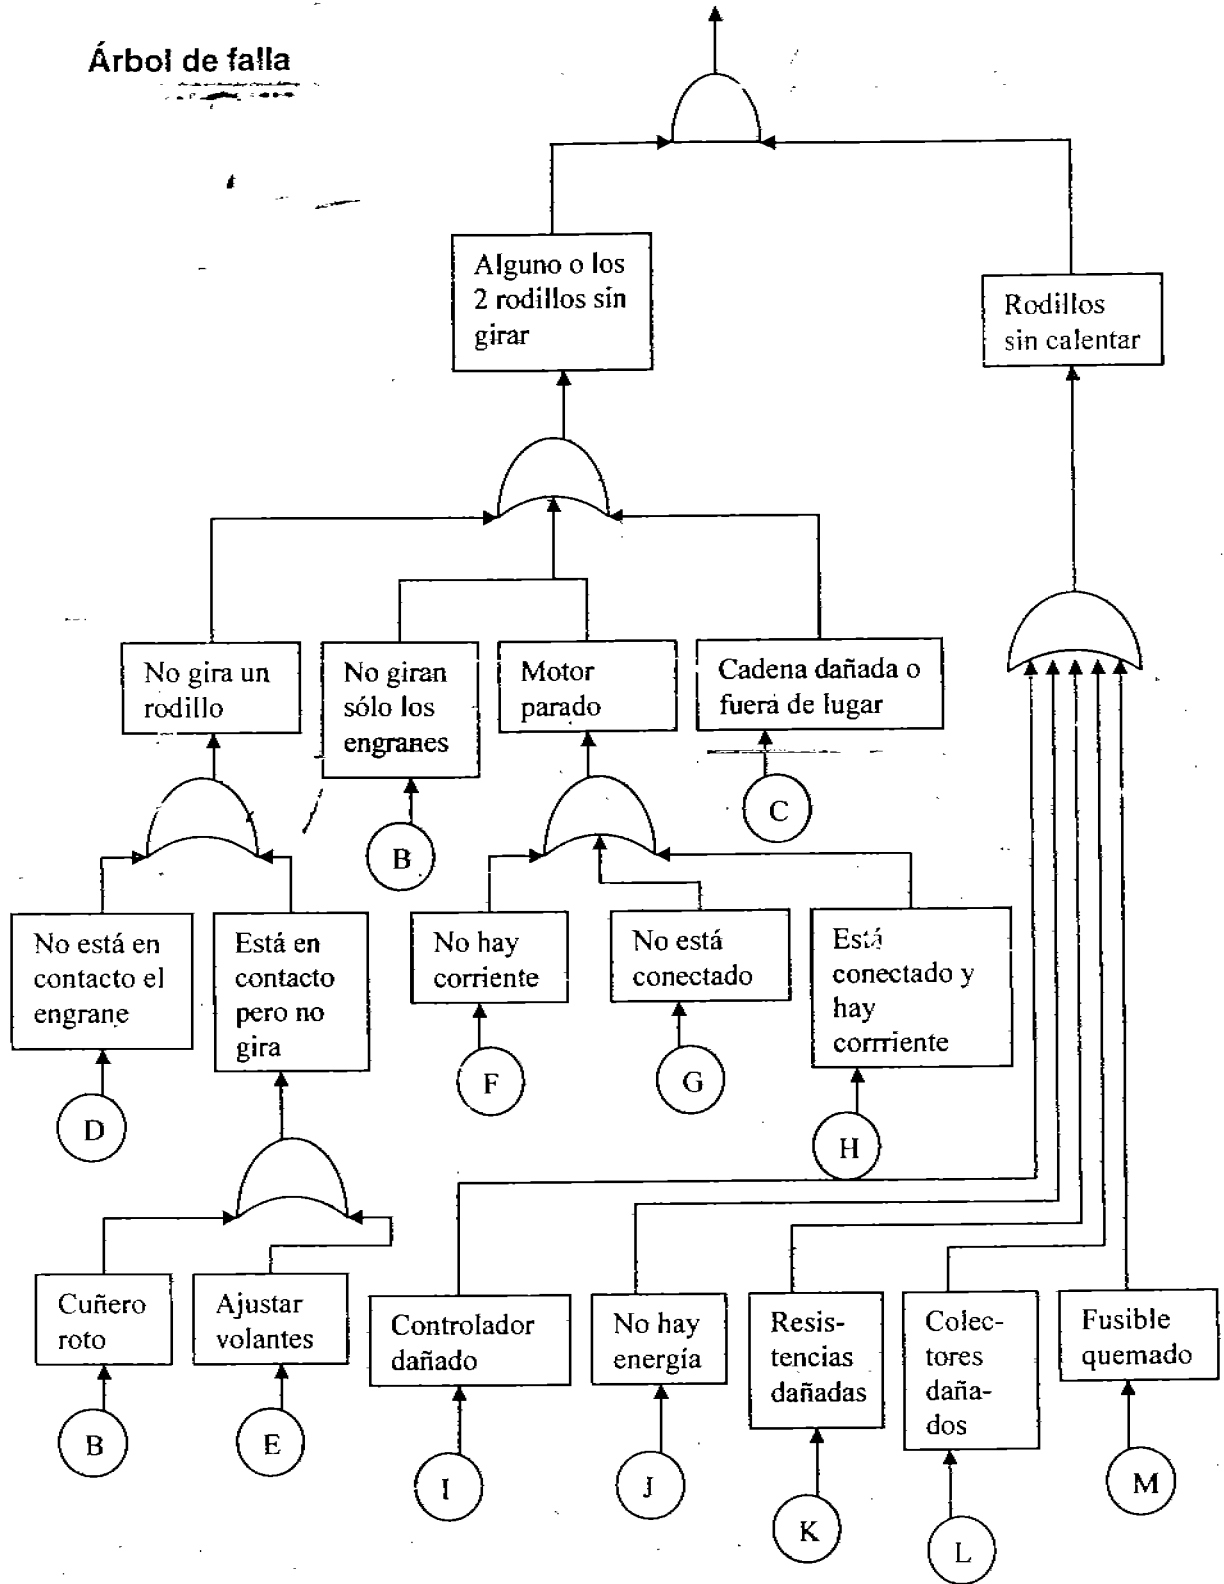 Árbol de falla
Alguno o los
2 rodillos sin
girar
Rodillos
sin calentar
No gira un
rodillo
No giran
sólo los
engranes
Motor
parado
Cadena dañada o
fuera de lugar
C
B
No está en
contacto el
engrane
Está en
contacto
pero no
gira
No hay
corriente
No está
conectado
Está
conectado y
hay
corrriente
D
F
G
H
Cuñero
roto
Ajustar
volantes
Controlador
dañado
No hay
energía
Resis-
tencias
dañadas
Colec-
tores
daña-
dos
Fusible
quemado
B
E
I
J
K
L
M